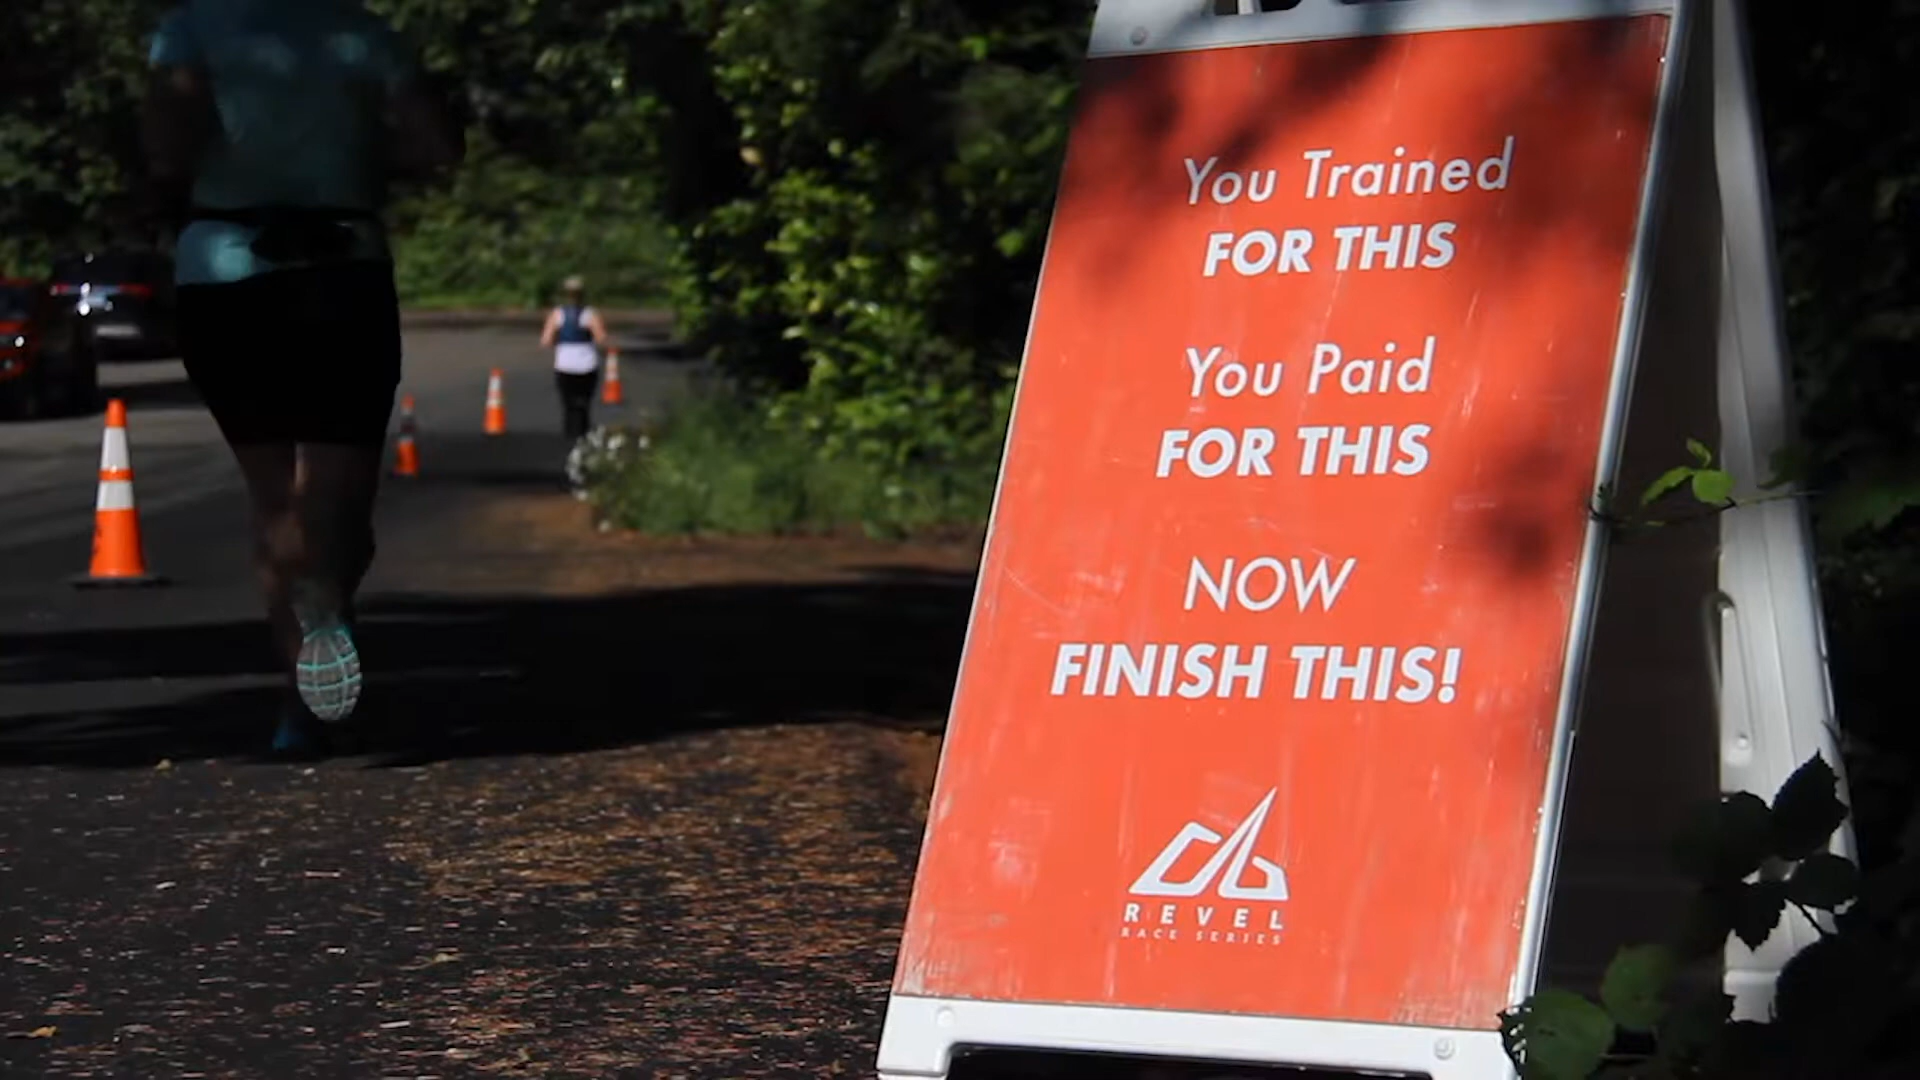 You Trained
FOR THIS
You Paid
FOR THIS
NOW
FINISH THIS!
REVEL
RACE SERIES